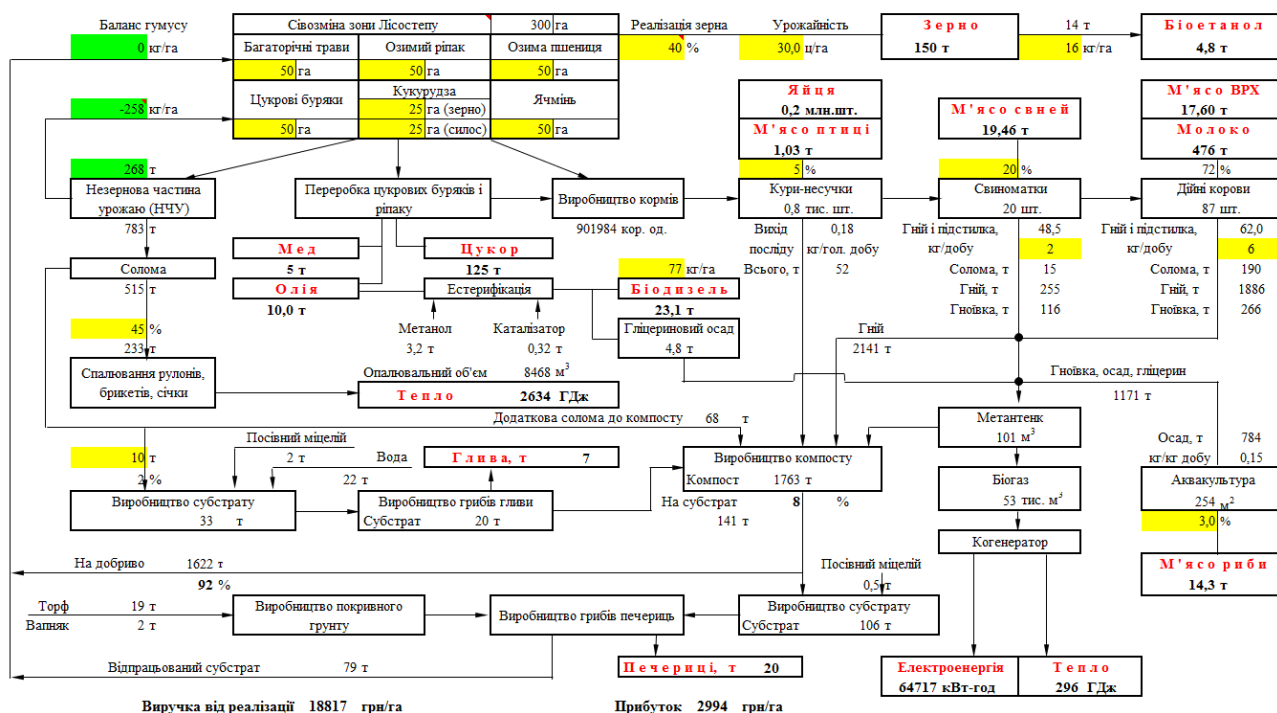 Баланс гумусу
Сівозміна зони Лісостепу 300 га
Реалізація зерна
Урожайність
Зерно
14 т
Біоетанол
0 кг/га
Багаторічні трави
Озимий ріпак
Озима пшениця
40 %
30,0 ц/га
150 т
16 кг/га
4,8 т
50 га
50 га
50 га
-258 кг/га
Цукрові буряки
Кукурудза
Ячмінь
25 га (зерно)
50 га
25 га (силос)
50 га
Яйця
0,2 млн.шт.
М'ясо птиці
1,03 т
М'ясо свней
19,46 т
М'ясо ВРХ
17,60 т
Молоко
476 т
268 т
5 %
20 %
72 %
Незернова частина
урожаю (НЧУ)
Переробка цукрових буряків і
ріпаку
Виробництво кормів
Кури-несучки
0,8 тис. шт.
Свиноматки
20 шт.
Дійні корови
87 шт.
783 т
901984 кор. од.
Вихід
посліду
0,18
кг/гол. добу
Всього, т 52
Гній і підстилка,
кг/добу
48,5
2
Солома, т 15
Гній, т 255
Гноївка, т 116
Гній і підстилка,
кг/добу
62,0
6
Солома, т 190
Гній, т 1886
Гноївка, т 266
Солома
515 т
Мед
5 т
Цукор
125 т
77 кг/га
Олія
10,0 т
Естерифікація
Біодизель
23,1 т
45 %
233 т
Метанол
3,2 т
Каталізатор
0,32 т
Гліцериновий осад
4,8 т
Гній
2141 т
Спалювання рулонів,
брикетів, січки
Опалювальний об'єм 8468 м3
Тепло 2634 ГДж
Гноївка, осад, гліцерин
1171 т
Додаткова солома до компосту 68 т
Метантенк
101 м3
10 т
2 %
Посівний міцелій
2 т
Вода
22 т
Глива, т 7
Виробництво компосту
Компост 1763 т
Осад, т 784
кг/кг добу 0,15
Виробництво субстрату
33 т
Виробництво грибів гливи
Субстрат 20 т
На субстрат 8 %
141 т
Біогаз
53 тис. м3
Аквакультура
254 м2
3,0 %
Когенератор
На добриво 1622 т
92 %
Посівний міцелій
0,5 т
М'ясо риби
14,3 т
Торф 19 т
Вапняк 2 т
Виробництво покривного
грунту
Виробництво грибів печериць
Виробництво субстрату
Субстрат 106 т
Відпрацьований субстрат 79 т
Печериці, т 20
Електроенергія
64717 кВт-год
Тепло
296 ГДж
Виручка від реалізації 18817 грн/га
Прибуток 2994 грн/га